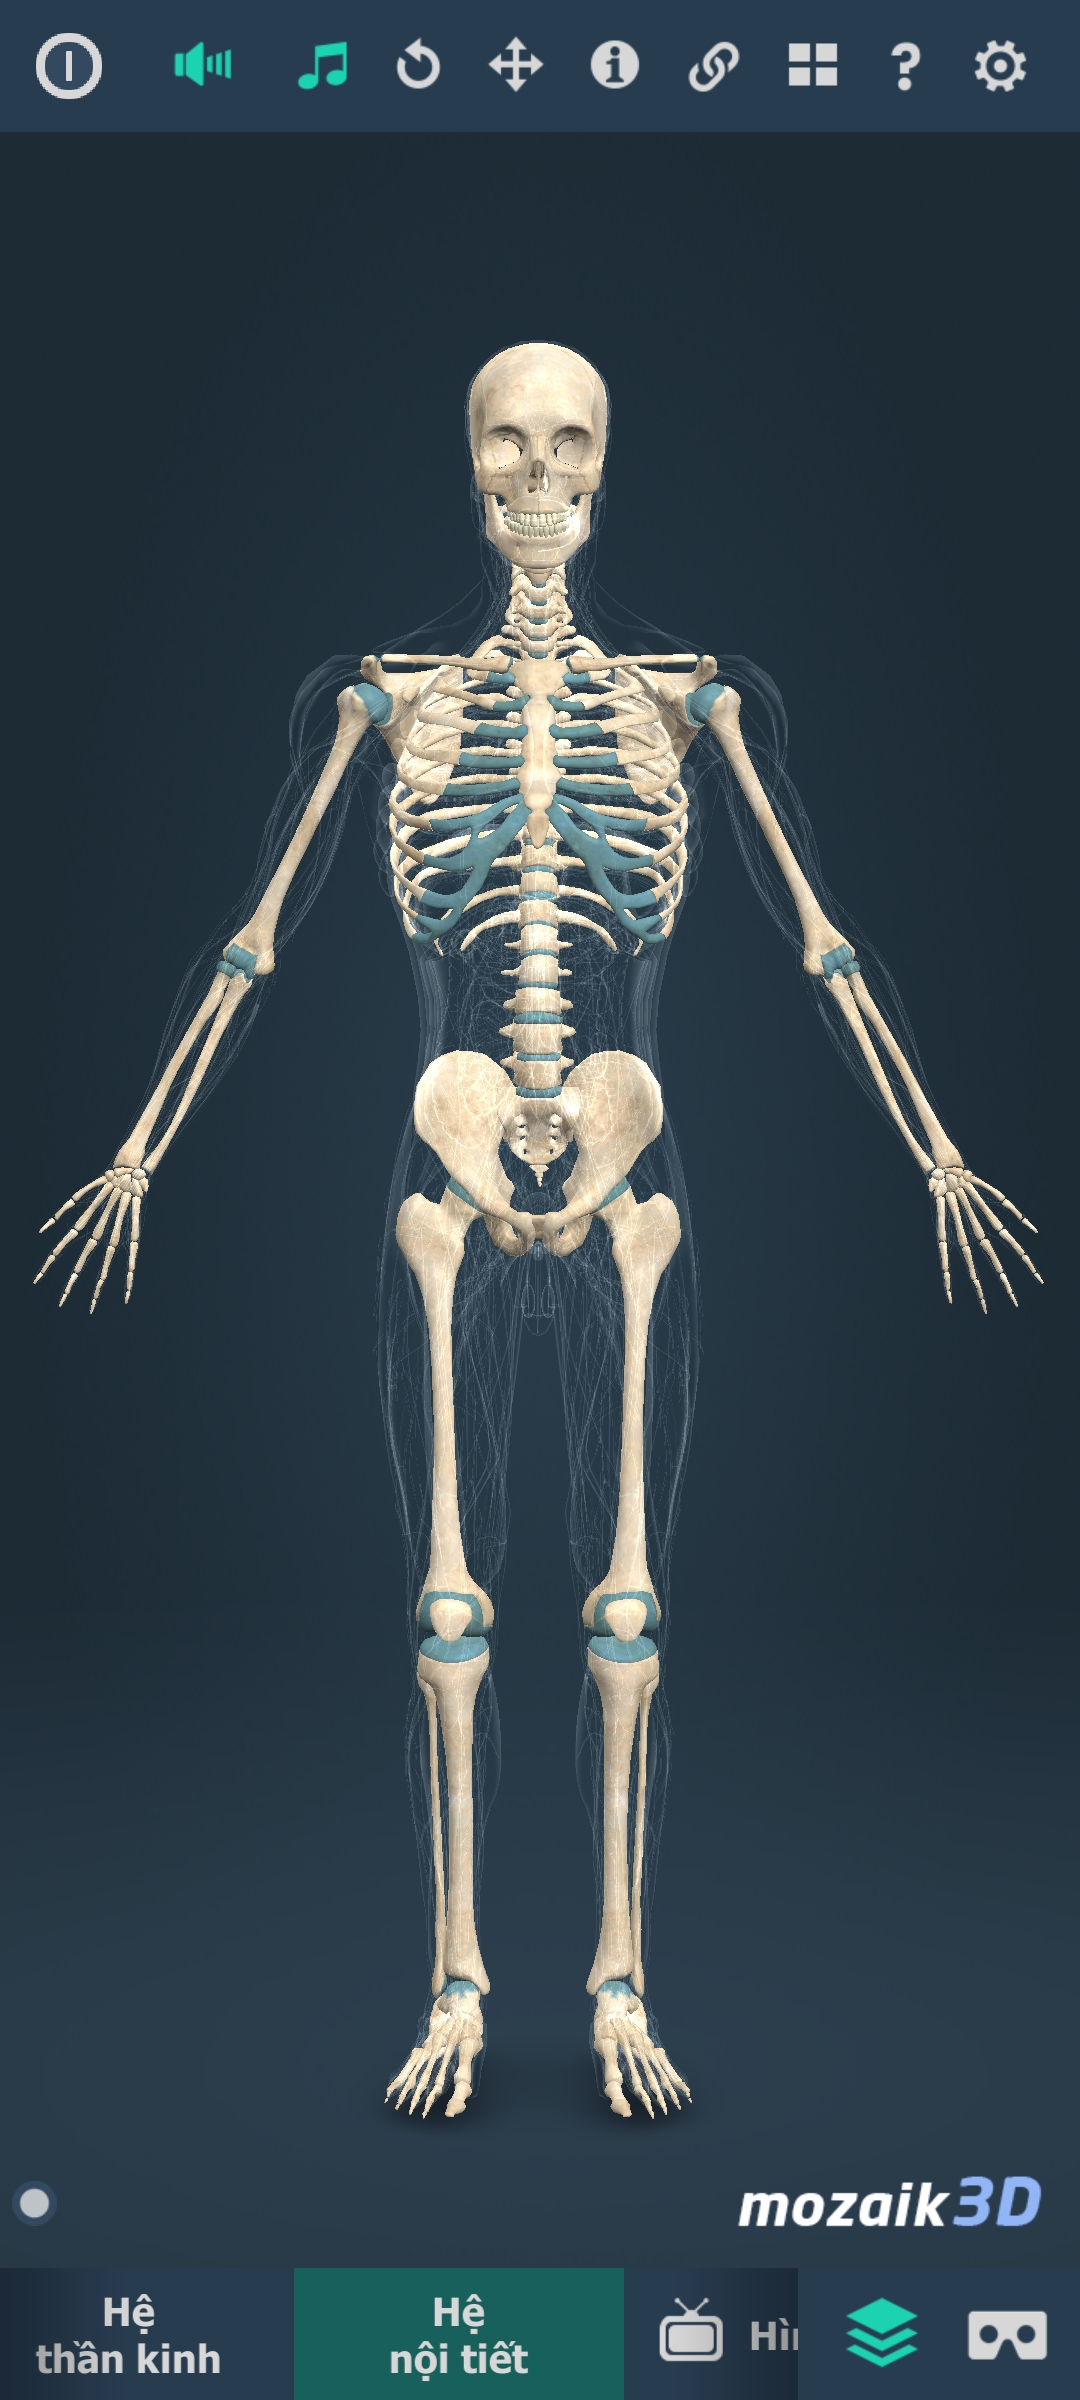 mozaik3D
Hệ
thần kinh
Hệ
nội tiết